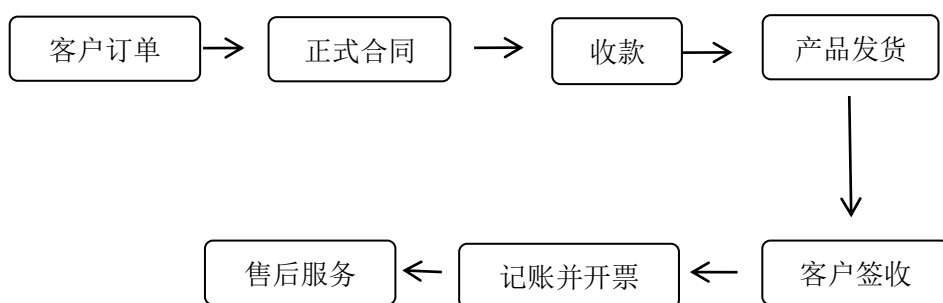 客户订单
正式合同
收款
产品发货
客户签收
记账并开票
售后服务